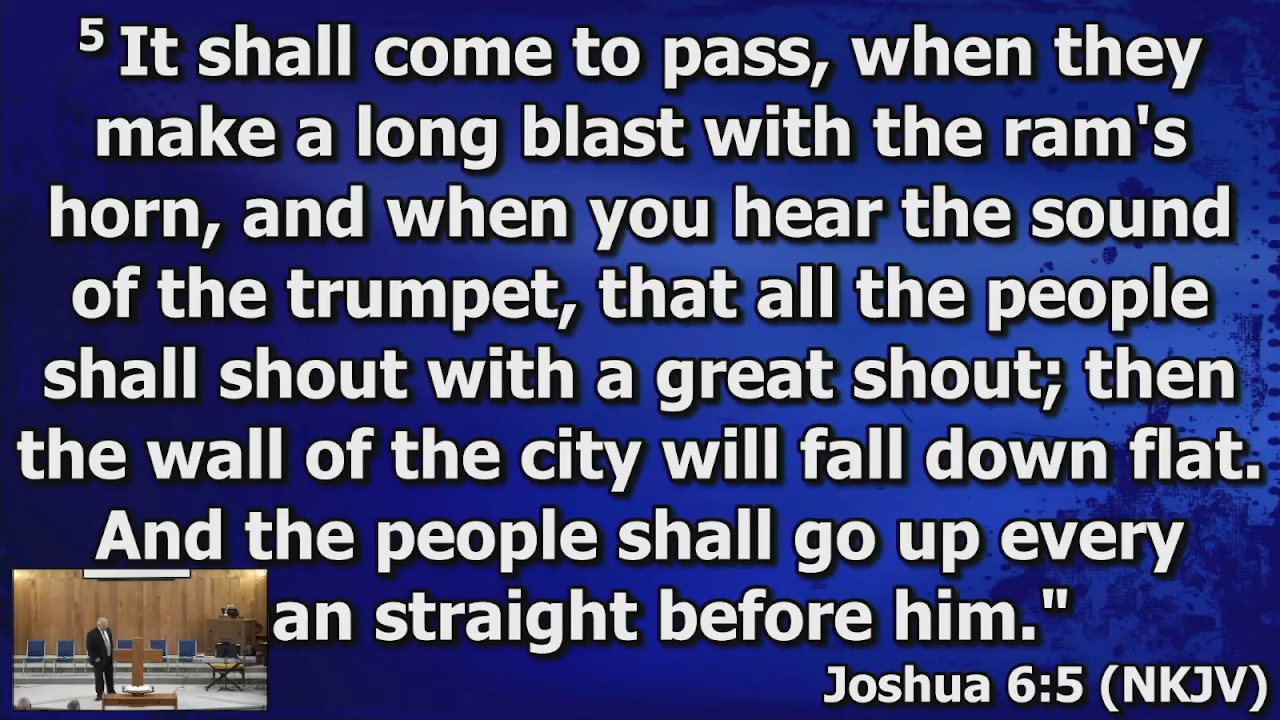 5 It shall come to pass, when they
make a long blast with the ram's
horn, and when you hear the sound
of the trumpet, that all the people
shall shout with a great shout; then
the wall of the city will fall down flat.
And the people shall go up every
an straight before him."
Joshua 6:5 (NKJV)